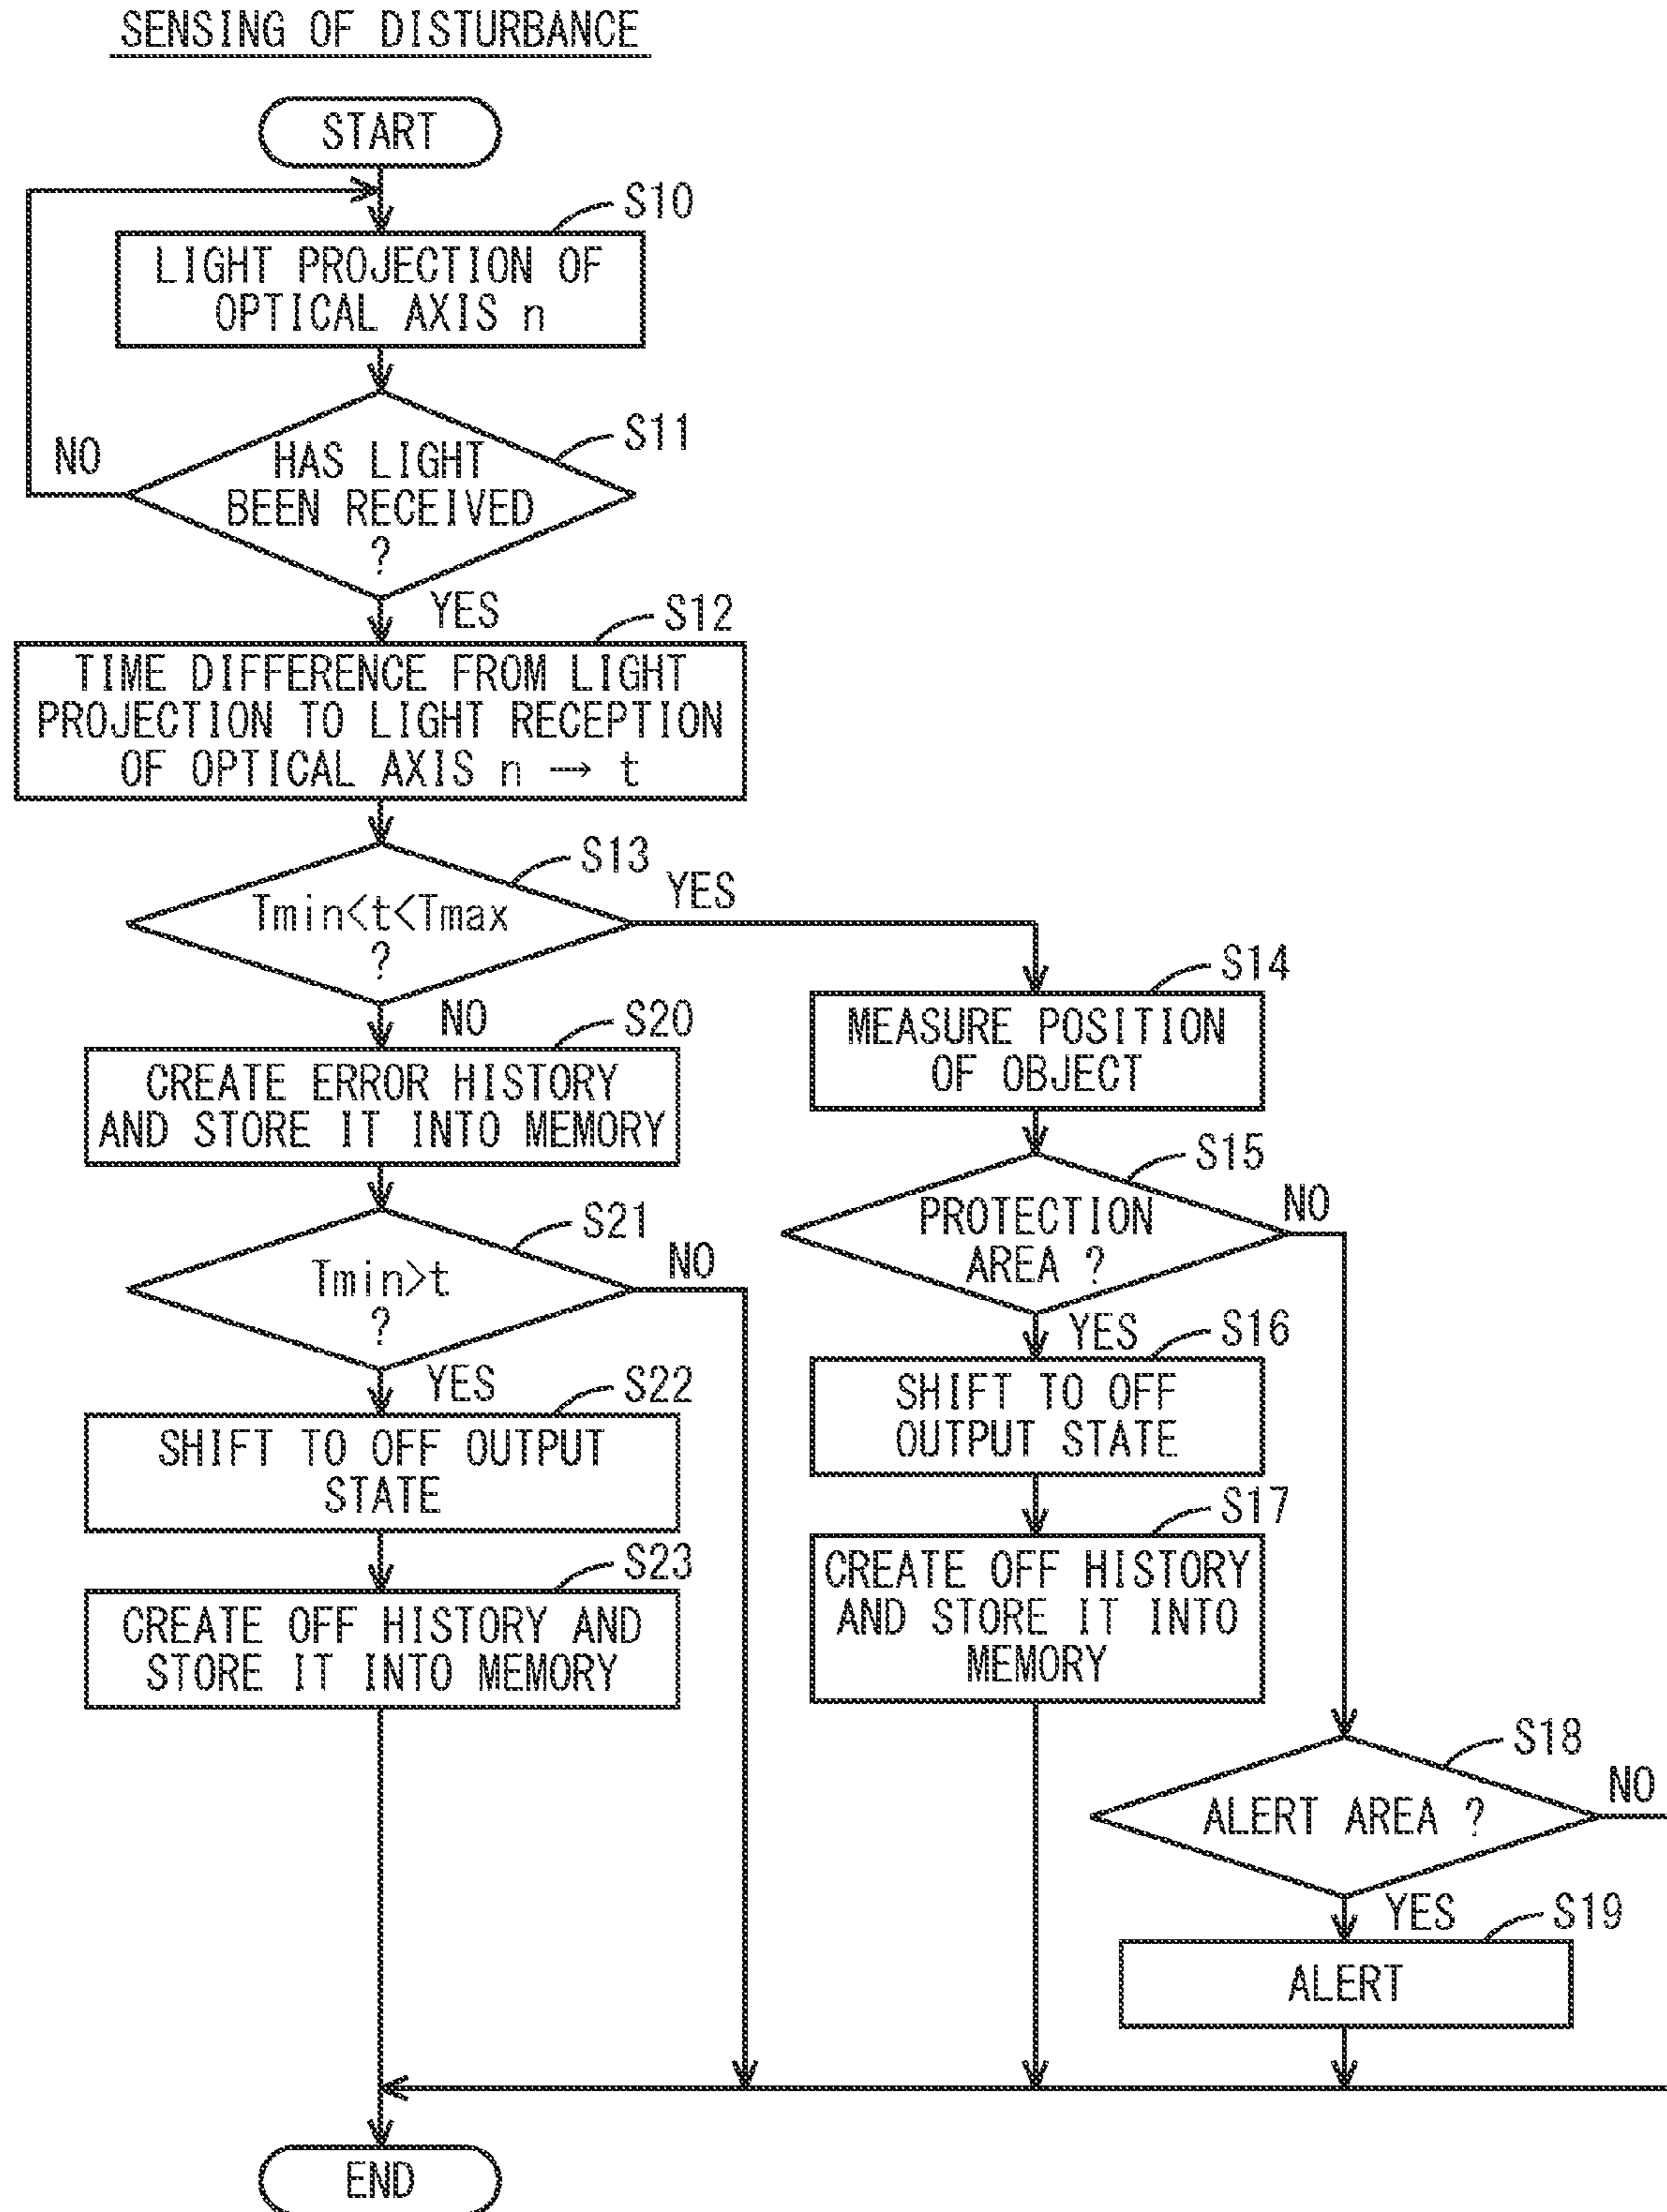 SENSING OF DISTURBANCE
START
S10
LIGHT PROJECTION OF
OPTICAL AXIS n
S11
HAS LIGHT
BEEN RECEIVED
?
NO
YES
S12
TIME DIFFERENCE FROM LIGHT
PROJECTION TO LIGHT RECEPTION
OF OPTICAL AXIS n → t
S13
Tmin<t<Tmax
?
YES
NO
S14
MEASURE POSITION
OF OBJECT
S15
PROTECTION
AREA ?
NO
YES
S16
SHIFT TO OFF
OUTPUT STATE
S17
CREATE OFF HISTORY
AND STORE IT INTO
MEMORY
S18
ALERT AREA ?
NO
YES
S19
ALERT
S20
CREATE ERROR HISTORY
AND STORE IT INTO MEMORY
S21
Tmin>t
?
NO
YES
S22
SHIFT TO OFF OUTPUT
STATE
S23
CREATE OFF HISTORY AND
STORE IT INTO MEMORY
END